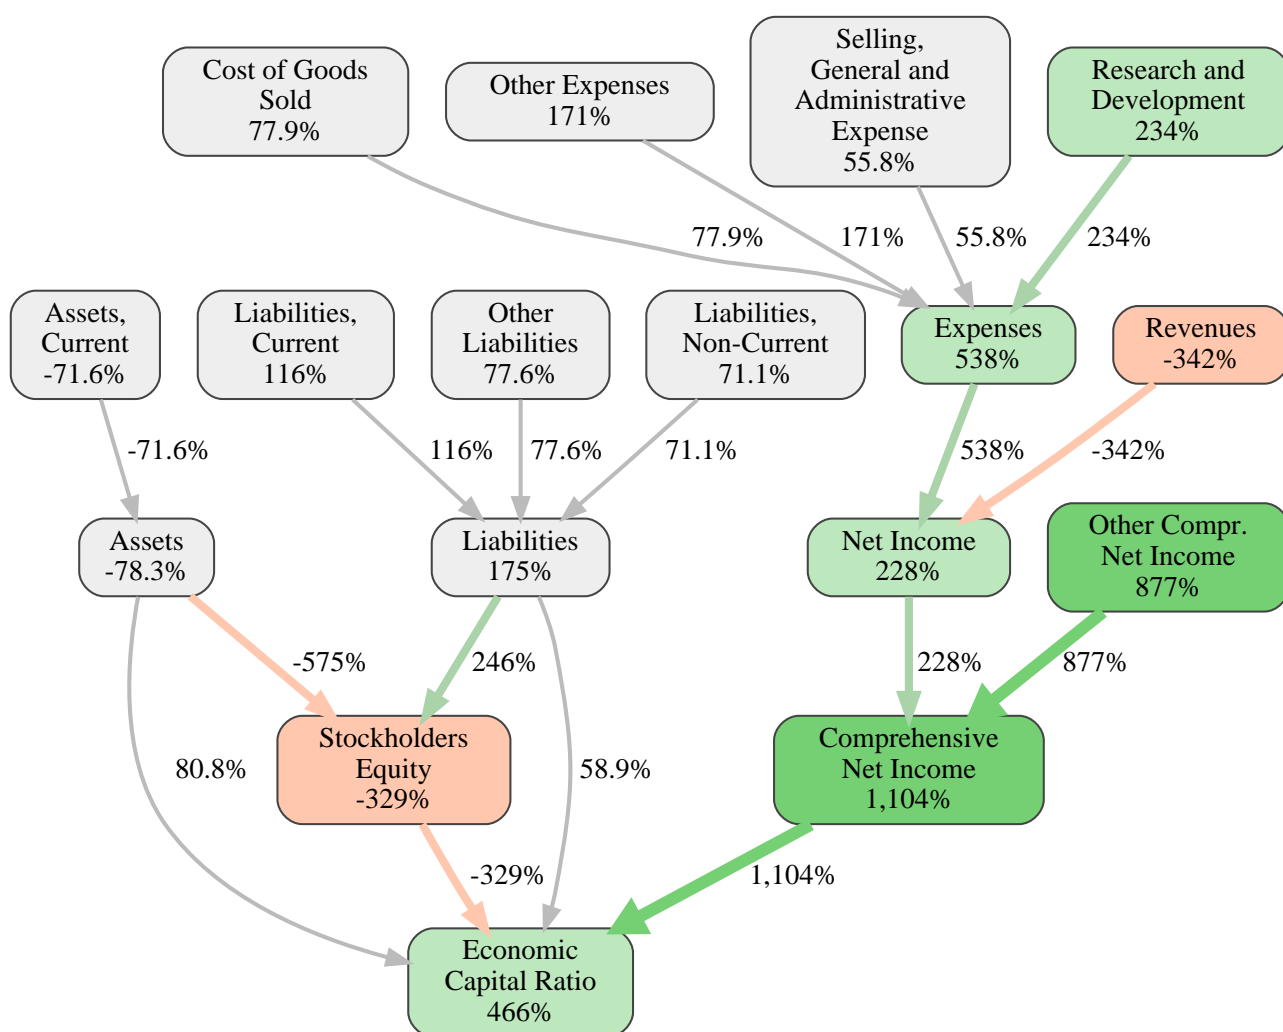 Cost of Goods
Sold
77.9%
Other Expenses
171%
Selling,
General and
Administrative
Expense
55.8%
Research and
Development
234%
77.9%
171%
55.8%
234%
Assets,
Current
-71.6%
Liabilities,
Current
116%
Other
Liabilities
77.6%
Liabilities,
Non-Current
71.1%
Expenses
538%
Revenues
-342%
-71.6%
116%
77.6%
71.1%
538%
-342%
Assets
-78.3%
Liabilities
175%
Net Income
228%
Other Compr.
Net Income
877%
-575%
246%
228%
877%
80.8%
Stockholders
Equity
-329%
58.9%
Comprehensive
Net Income
1,104%
-329%
1,104%
Economic
Capital Ratio
466%